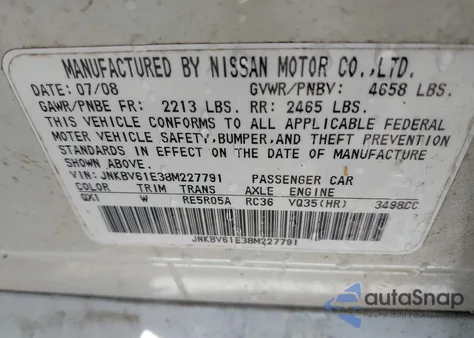 MANUFACTURED BY NISSAN MOTOR CO.,LTD.
DATE: 07/08 GVWR/PNBV: 4658 LBS.
GAWR/PNBE FR: 2213 LBS. RR: 2465 LBS.
THIS VEHICLE CONFORMS TO ALL APPLICABLE FEDERAL
MOTER VEHICLE SAFETY,BUMPER,AND THEFT PREVENTION
STANDARDS IN EFFECT ON THE DATE OF MANUFACTURE
SHOWN ABOVE.
VIN: JNKBV61E38M227791 PASSENGER CAR
COLOR TRIM TRANS AXLE ENGINE
QX1 W RE5R05A RC36 VQ35(HR) 3498CC
JNKBV61E38M227791
autoSnap
POWERED BY